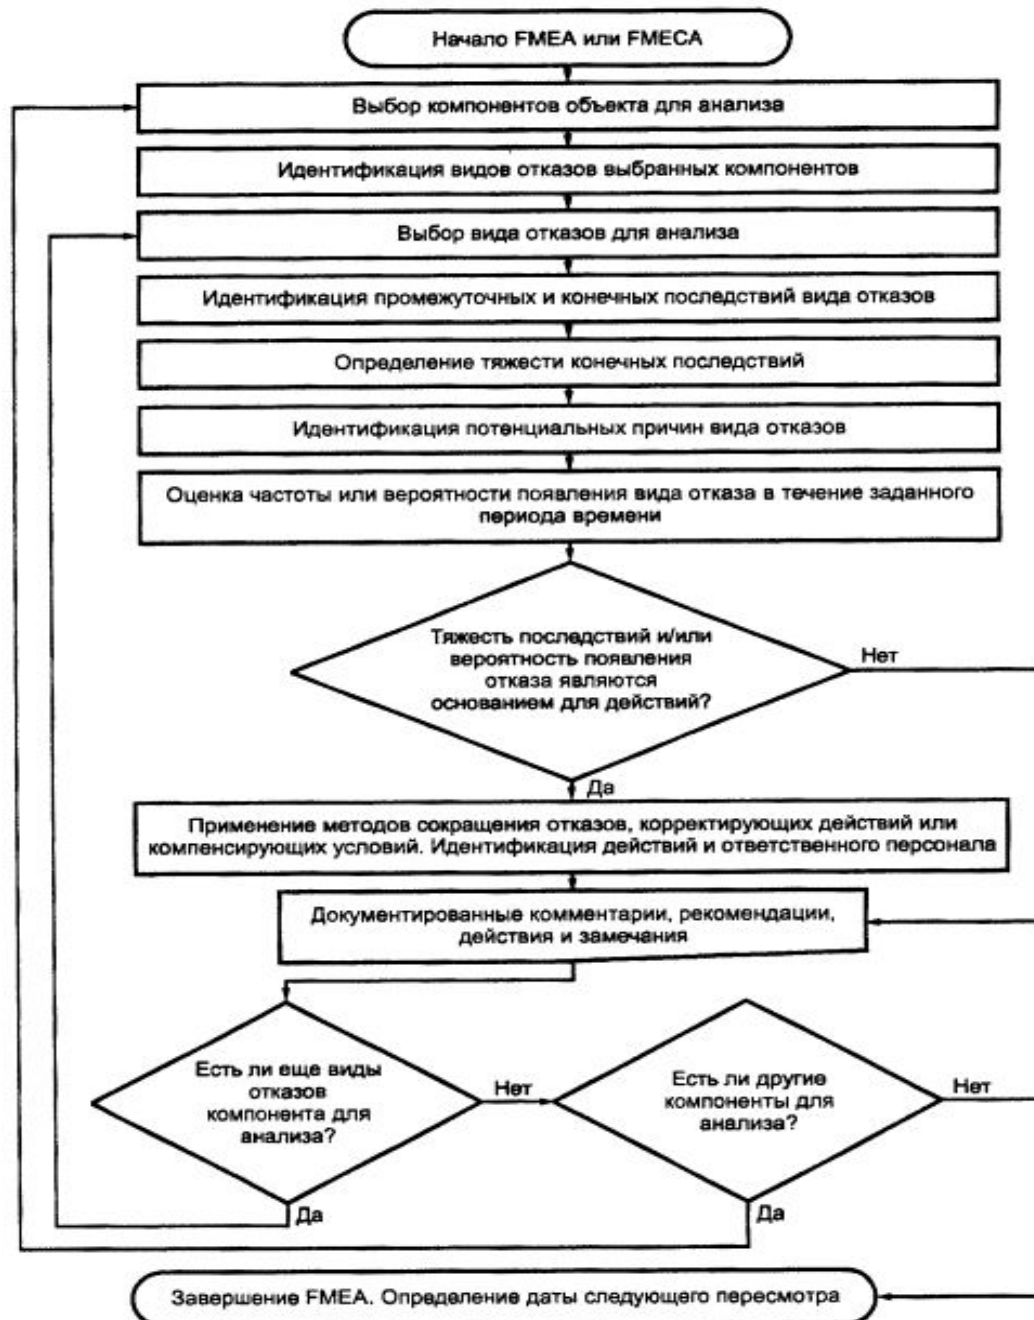 Начало FMEA или FMECA
Выбор компонентов объекта для анализа
Идентификация видов отказов выбранных компонентов
Выбор вида отказов для анализа
Идентификация промежуточных и конечных последствий вида отказов
Определение тяжести конечных последствий
Идентификация потенциальных причин вида отказов
Оценка частоты или вероятности появления вида отказа в течение заданного
периода времени
Тяжесть последствий и/или
вероятность появления
отказа являются
основанием для действий?
Нет
Да
Применение методов сокращения отказов, корректирующих действий или
компенсирующих условий. Идентификация действий и ответственного персонала
Документированные комментарии, рекомендации,
действия и замечания
Есть ли еще виды
отказов
компонента для
анализа?
Нет
Есть ли другие
компоненты для
анализа?
Нет
Да
Да
Завершение FMEA. Определение даты следующего пересмотра